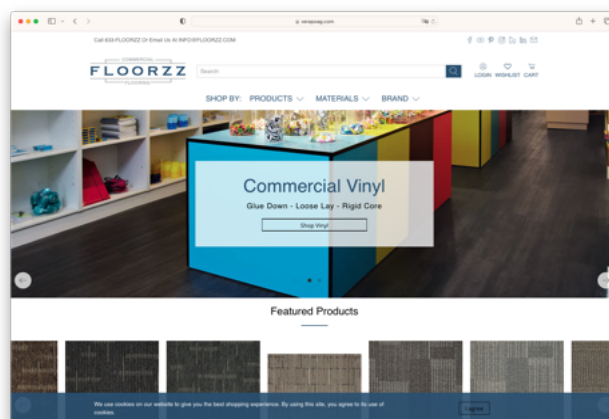 xeropoag.com
Call 833-FLOORZZ Or Email Us At INFO@FLOORZZ.COM
COMMERCIAL
FLOORZZ
FLOORING
Search
LOGIN WISHLIST CART
SHOP BY: PRODUCTS MATERIALS BRAND
Commercial Vinyl
Glue Down - Loose Lay - Rigid Core
Shop Vinyl
Featured Products
We use cookies on our website to give you the best shopping experience. By using this site, you agree to its use of
cookies.
I agree